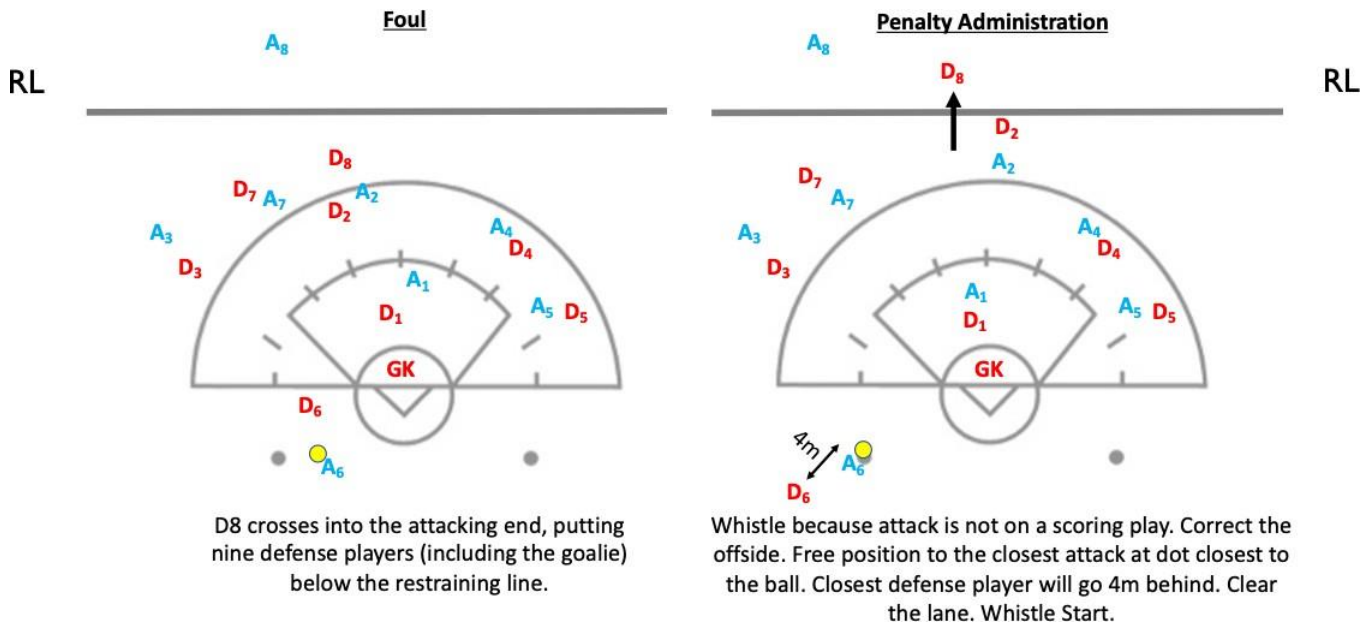 Foul
A8
RL
D8
D7 A7 A2
D2
A3
A4
D3
D4
A1
D1
A5 D5
GK
D6
A6
D8 crosses into the attacking end, putting
nine defense players (including the goalie)
below the restraining line.
Penalty Administration
A8
D8
RL
D2
A2
D7
A7
A3
A4
D3
D4
A1
D1
A5 D5
GK
4m
A6
D6
Whistle because attack is not on a scoring play. Correct the
offside. Free position to the closest attack at dot closest to
the ball. Closest defense player will go 4m behind. Clear
the lane. Whistle Start.